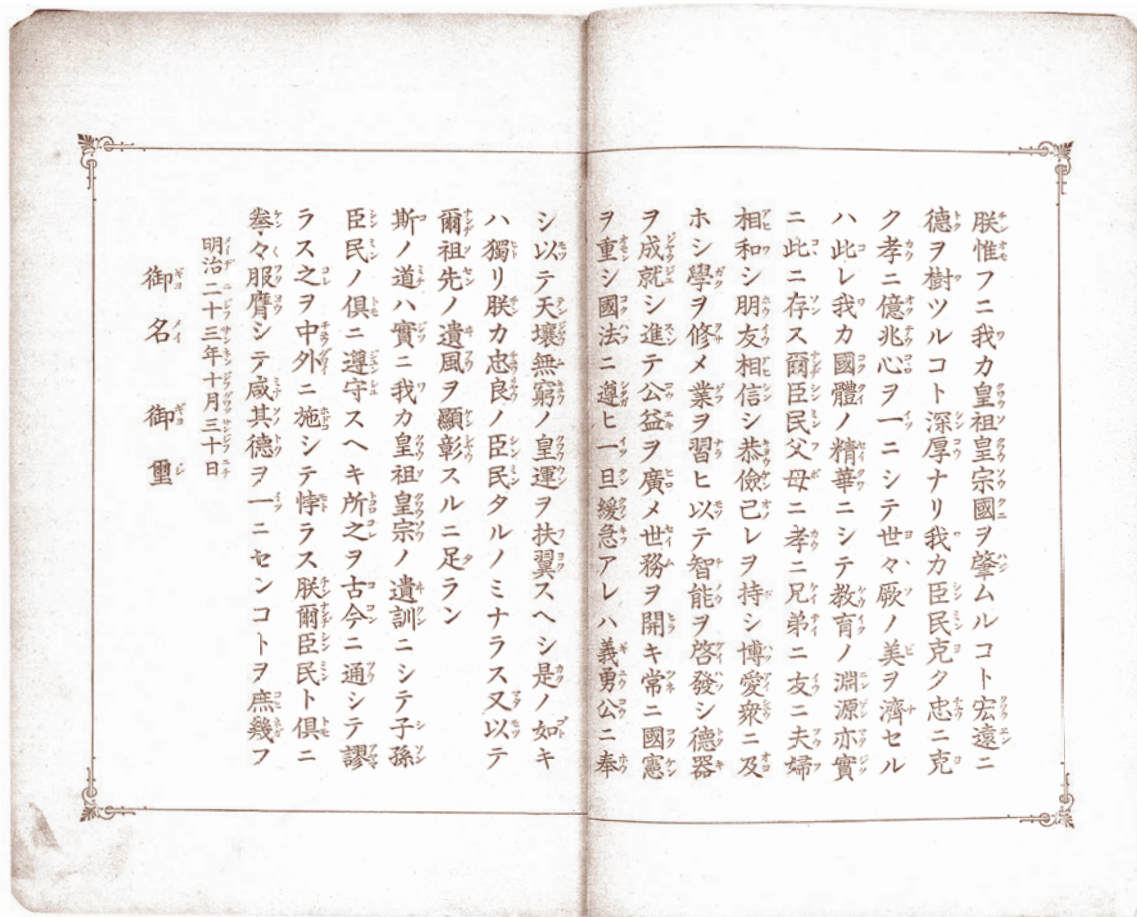 朕惟フニ我カ皇祖皇宗國ヲ肇ムルコト宏遠ニ
德ヲ樹ツルコト深厚ナリ我カ臣民克ク忠ニ克
ク孝ニ億兆心ヲ一ニシテ世々厥ノ美ヲ濟セル
ハ此レ我カ國體ノ精華ニシテ教育ノ淵源亦實
ニ此ニ存ス爾臣民父母ニ孝ニ兄弟ニ友ニ夫婦
相和シ朋友相信シ恭儉己レヲ持シ博愛衆ニ及
ホシ學ヲ修メ業ヲ習ヒ以テ智能ヲ啓發シ德器
ヲ成就シ進テ公益ヲ廣メ世務ヲ開キ常ニ國憲
ヲ重シ國法ニ遵ヒ一旦緩急アレハ義勇公ニ奉
シ以テ天壤無窮ノ皇運ヲ扶翼スヘシ是ノ如キ
ハ獨リ朕カ忠良ノ臣民タルノミナラス又以テ
爾祖先ノ遺風ヲ顯彰スルニ足ラン
斯ノ道ハ實ニ我カ皇祖皇宗ノ遺訓ニシテ子孫
臣民ノ俱ニ遵守スヘキ所之ヲ古今ニ通シテ謬
ラス之ヲ中外ニ施シテ悖ラス朕爾臣民ト俱ニ
拳々服膺シテ咸其德ヲ一ニセンコトヲ庶幾フ
明治二十三年十月三十日
御名御璽